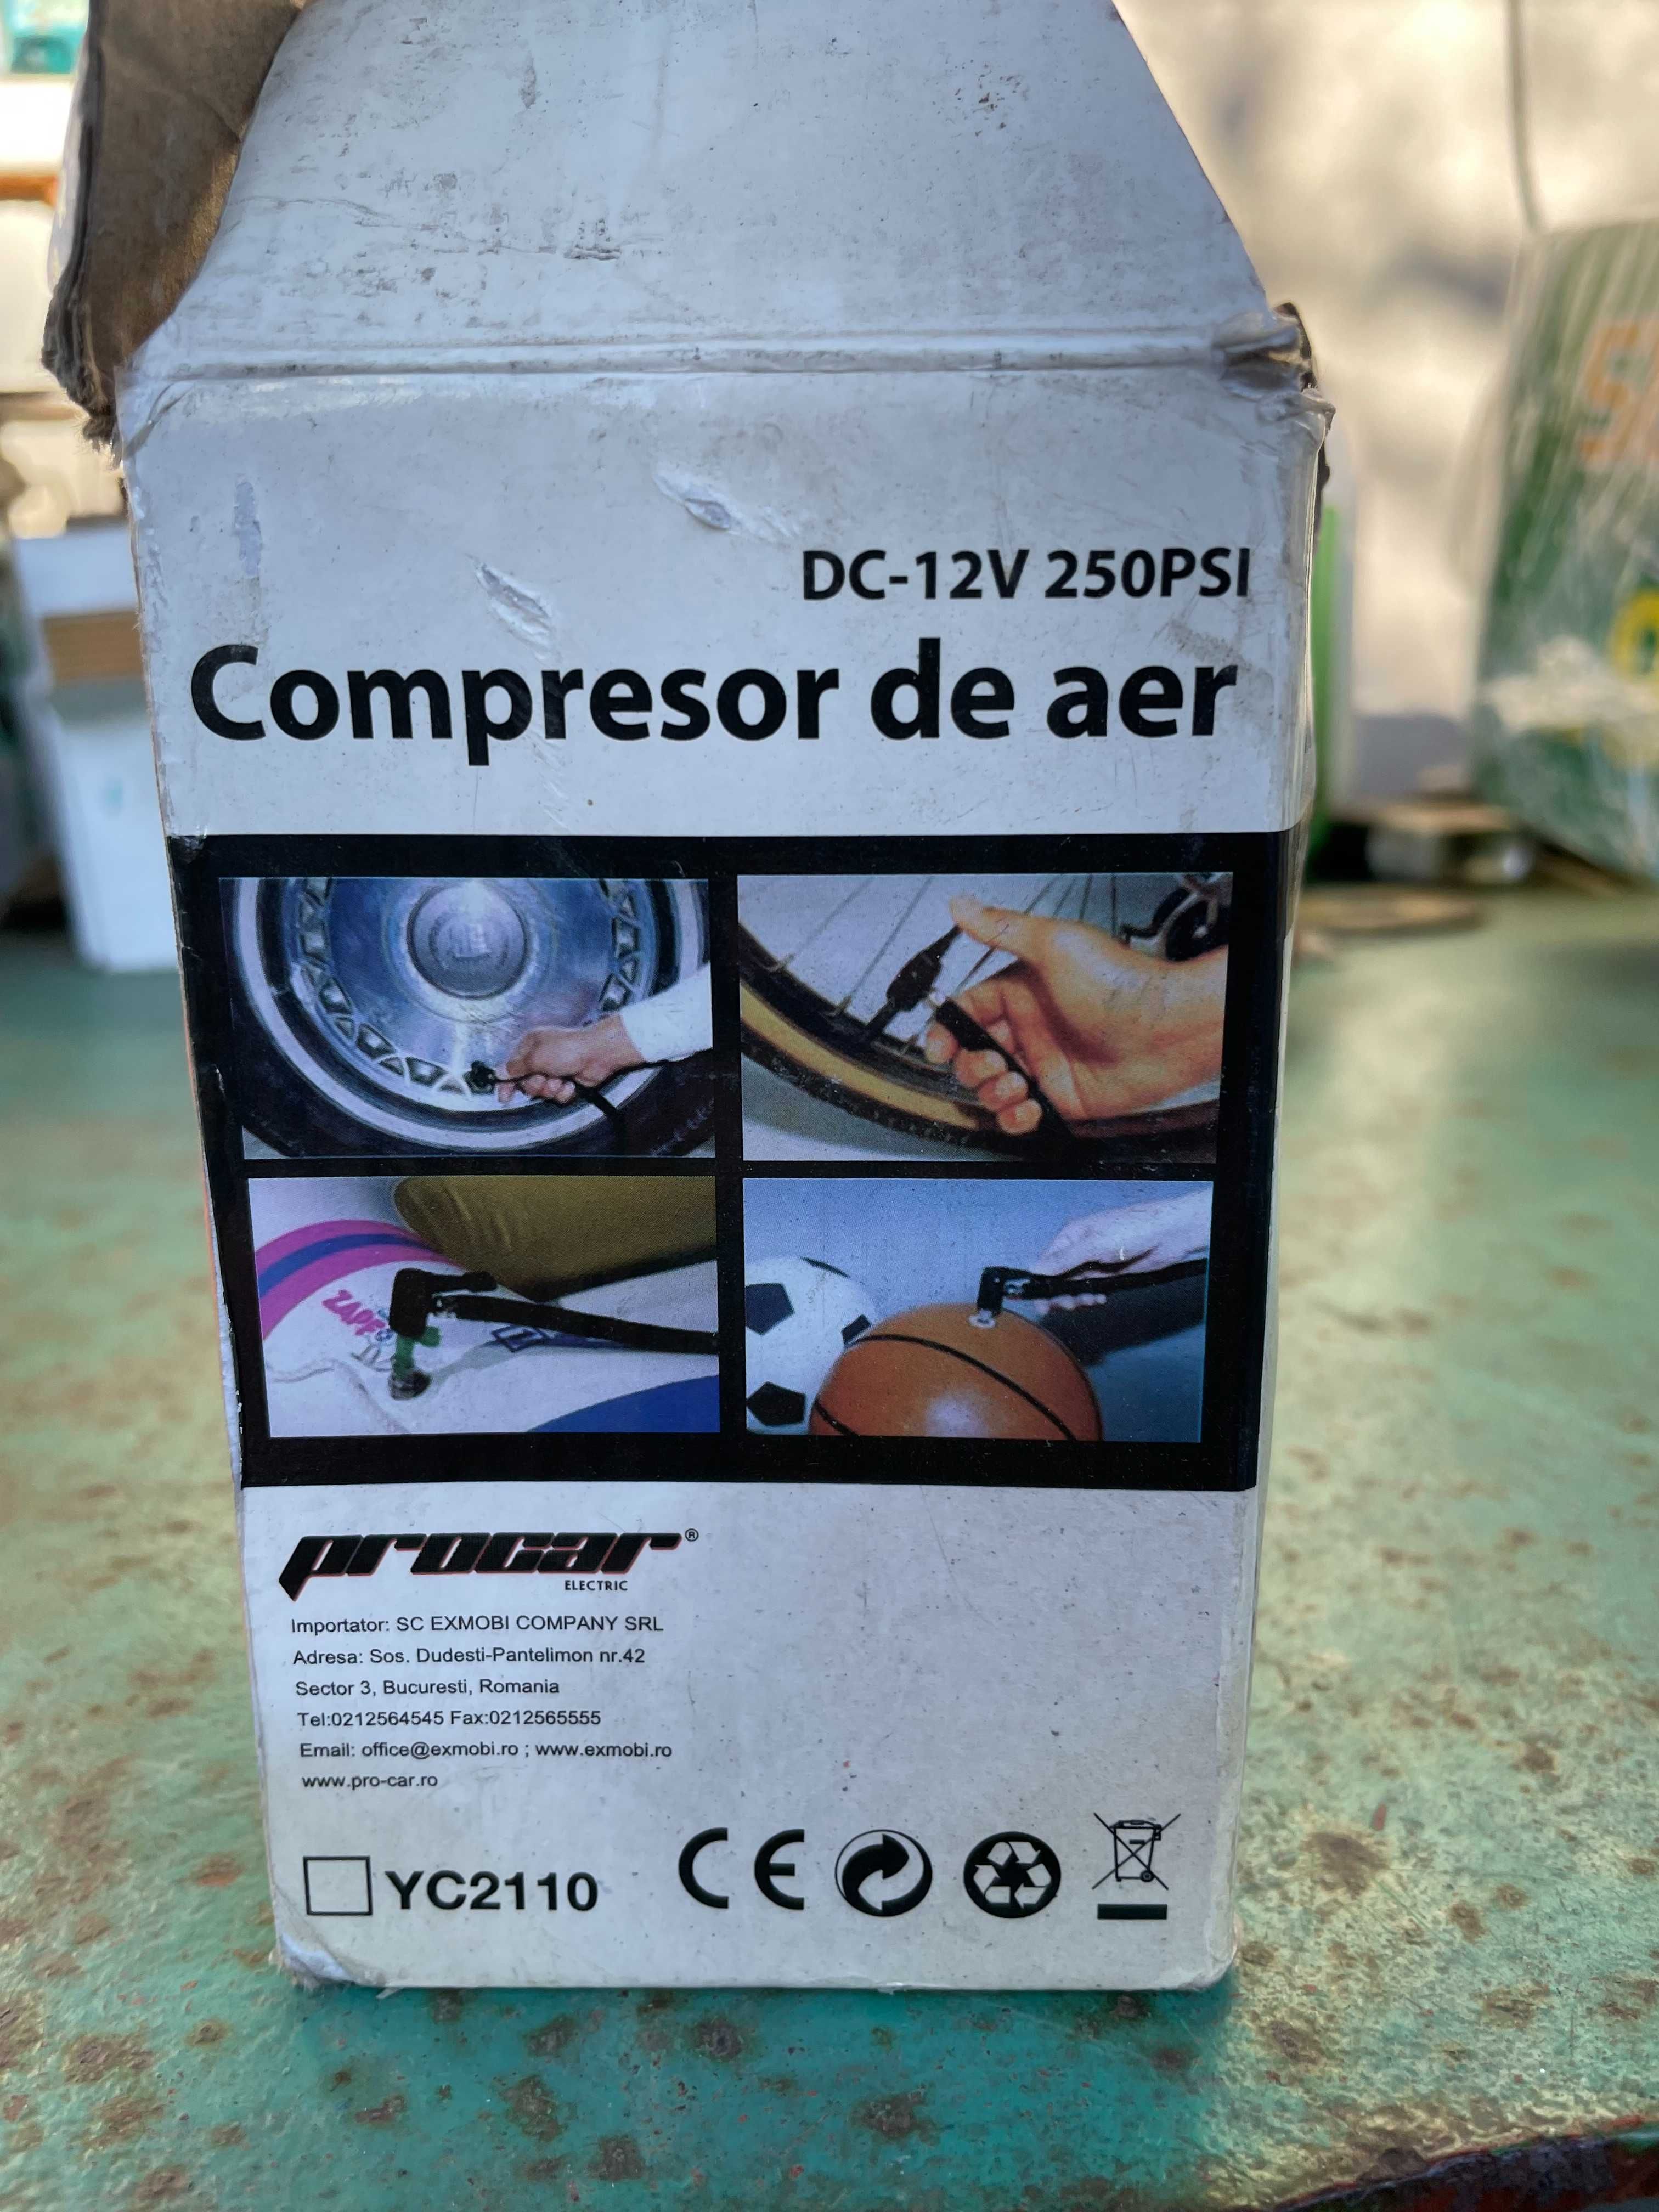 DC-12V 250PSI
Compresor de aer
ZAPF
procar®
ELECTRIC
Importator: SC EXMOBI COMPANY SRL
Adresa: Sos. Dudesti-Pantelimon nr.42
Sector 3, Bucuresti, Romania
Tel:0212564545 Fax:0212565555
Email: office@exmobi.ro ; www.exmobi.ro
www.pro-car.ro
YC2110
CE